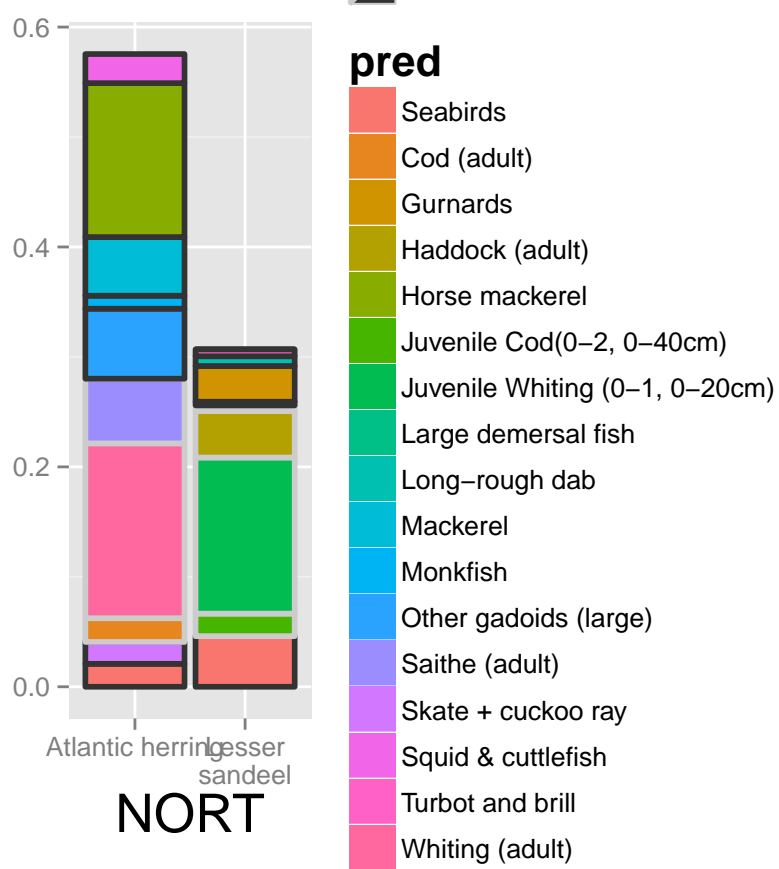 0.6
0.4
0.2
0.0
Atlantic herring
Lesser
sandeel
NORT
pred
Seabirds
Cod (adult)
Gurnards
Haddock (adult)
Horse mackerel
Juvenile Cod(0−2, 0−40cm)
Juvenile Whiting (0−1, 0−20cm)
Large demersal fish
Long−rough dab
Mackerel
Monkfish
Other gadoids (large)
Saithe (adult)
Skate + cuckoo ray
Squid & cuttlefish
Turbot and brill
Whiting (adult)